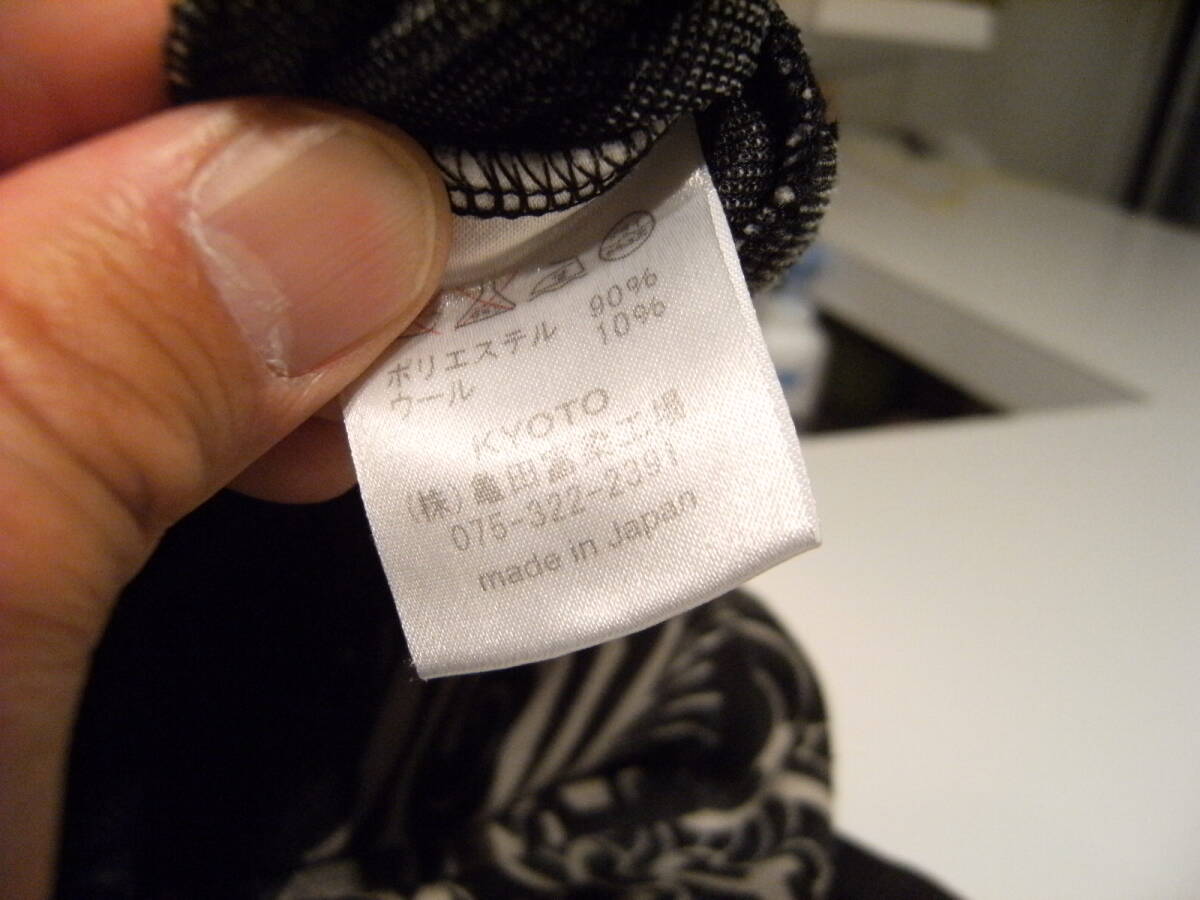 ポリエステル 90%
ウール 10%
KYOTO
(株)亀田富染工場
075-322-2391
made in Japan